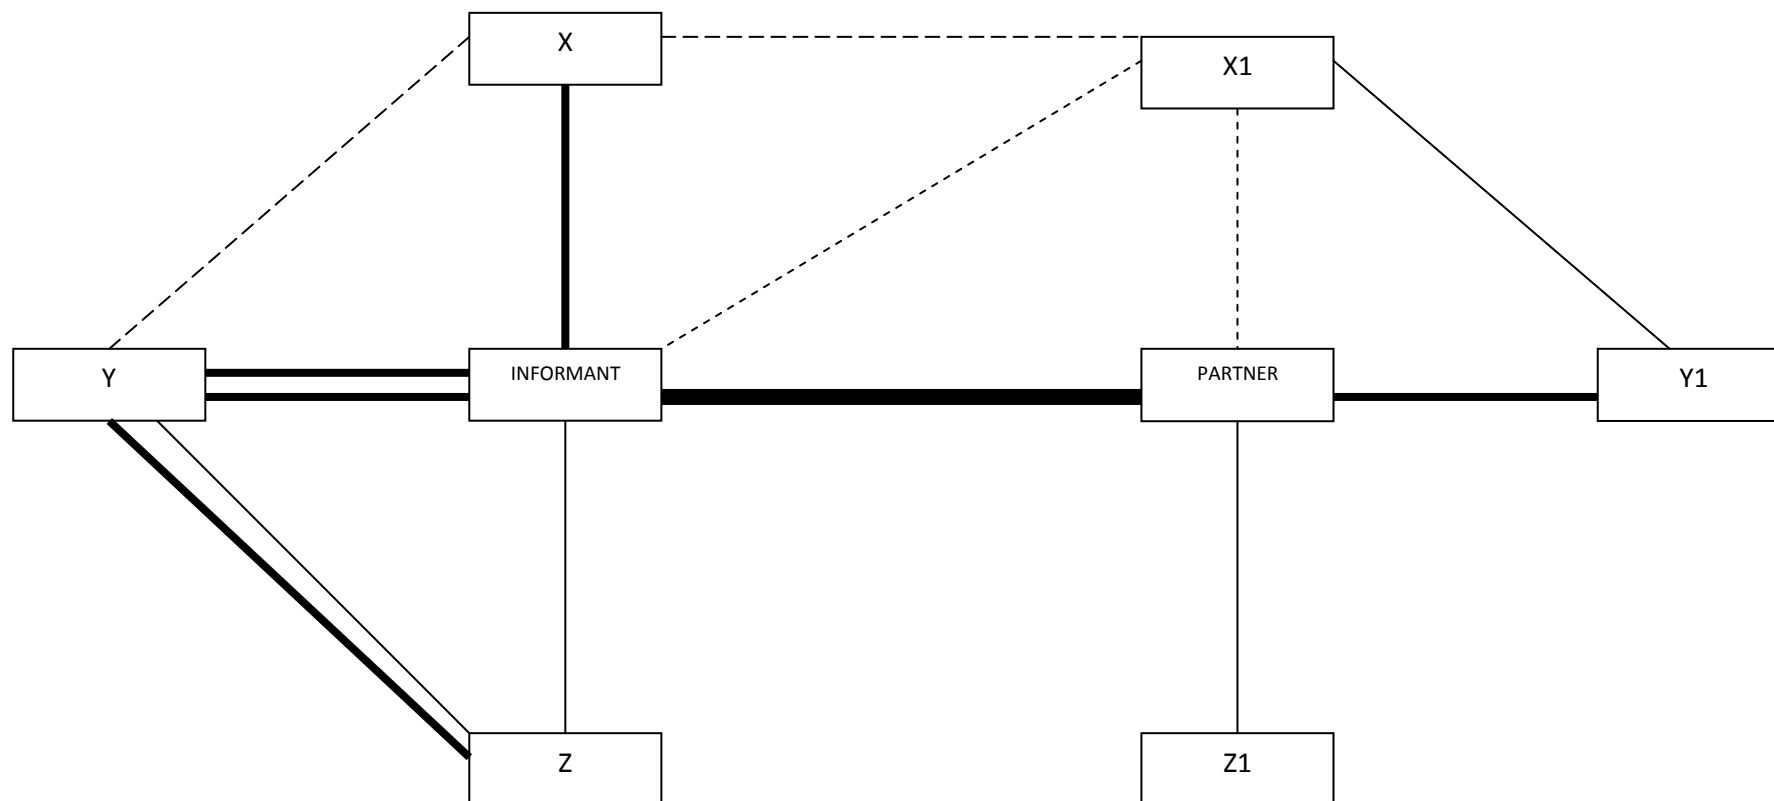 X
X1
Y
INFORMANT
PARTNER
Y1
Z
Z1